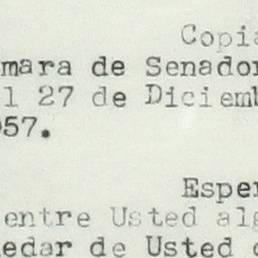 Copia
mara de Senador
l 27 de Diciemb
957.
Esper
entre Usted alg
edar de Usted